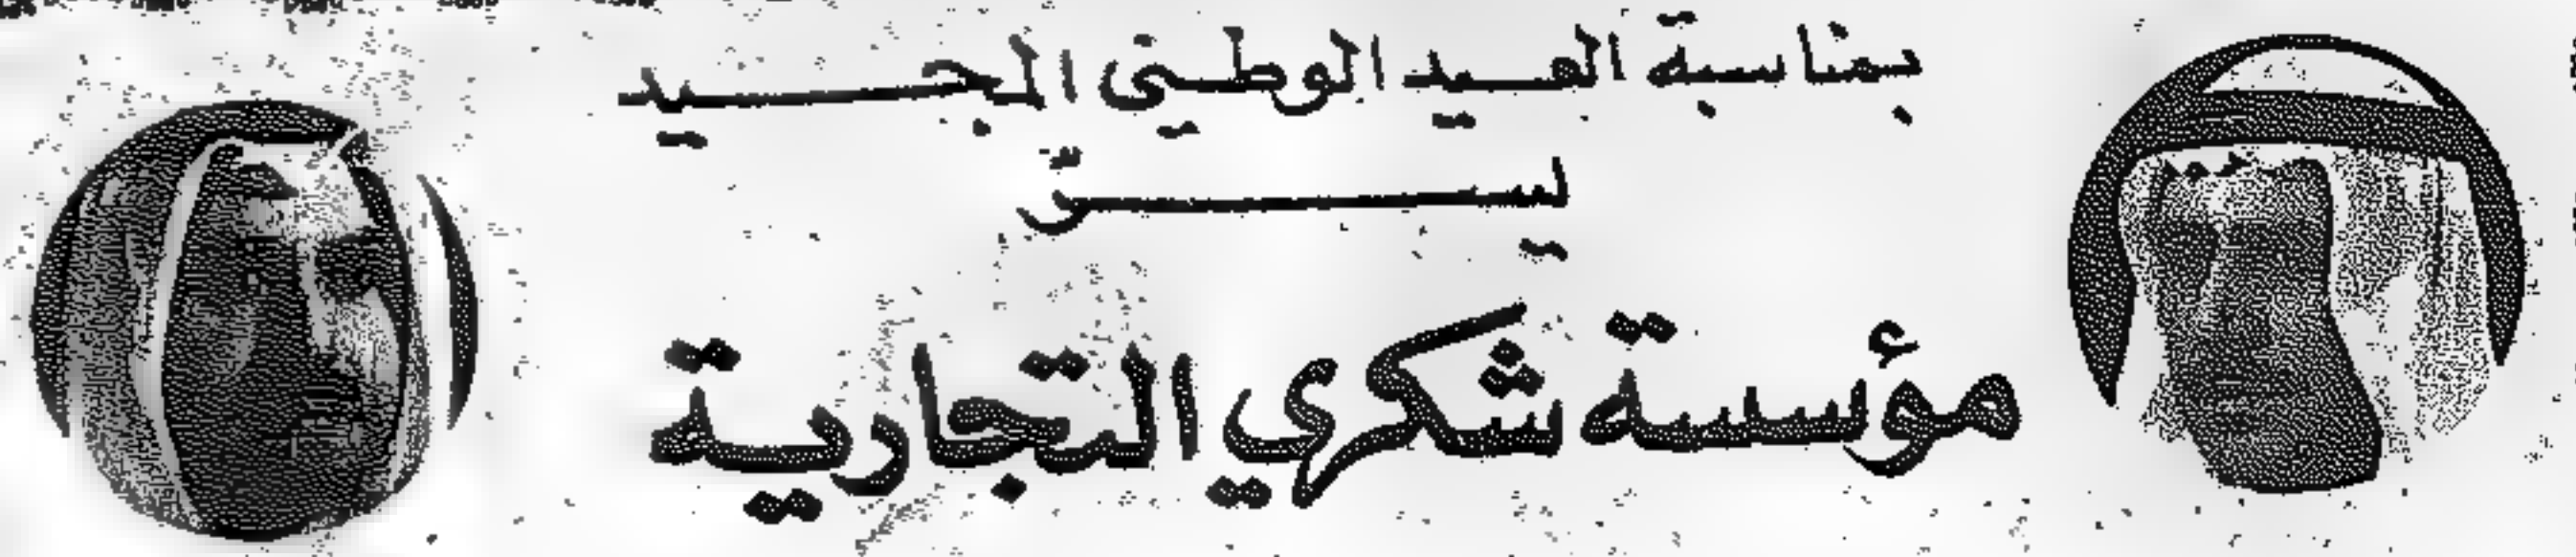 بمناسبة العيد الوطني المجيد
يسرّ
مؤسسة شكري التجارية